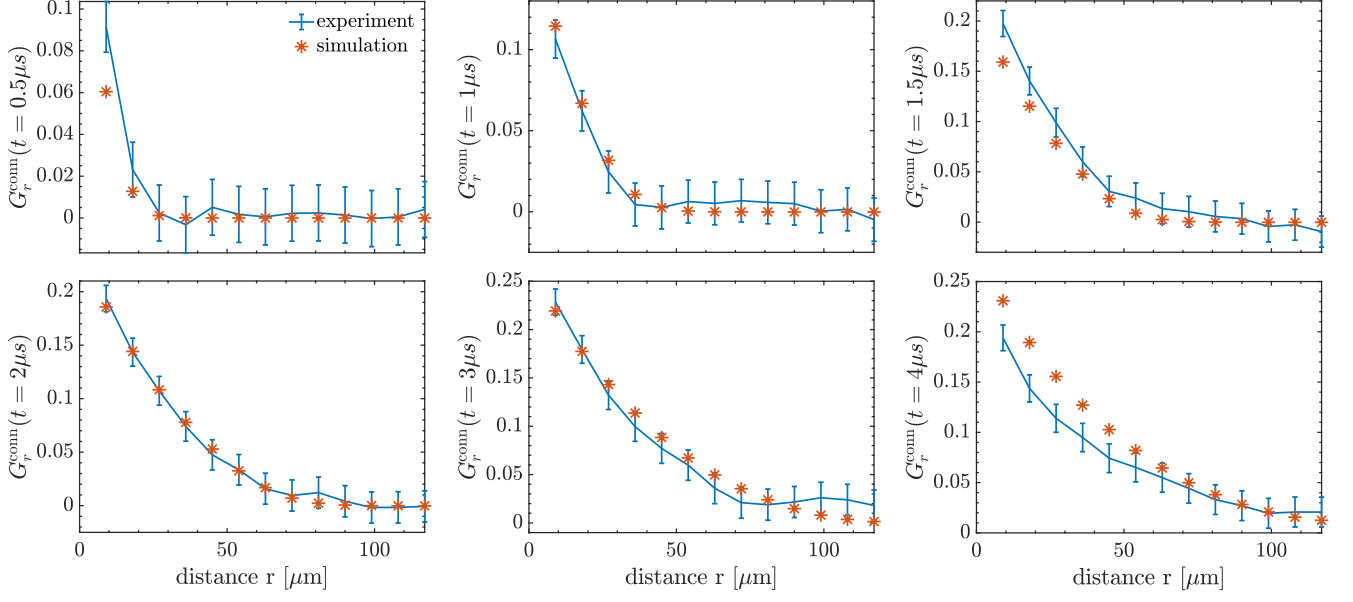 0.1
0.08
0.06
0.04
0.02
0
G_r^conn(t = 0.5μs)
experiment
simulation
0.1
0.05
0
G_r^conn(t = 1μs)
0.2
0.15
0.1
0.05
0
G_r^conn(t = 1.5μs)
0.2
0.15
0.1
0.05
0
G_r^conn(t = 2μs)
0 50 100
distance r [μm]
0.25
0.2
0.15
0.1
0.05
0
G_r^conn(t = 3μs)
0 50 100
distance r [μm]
0.25
0.2
0.15
0.1
0.05
0
G_r^conn(t = 4μs)
0 50 100
distance r [μm]